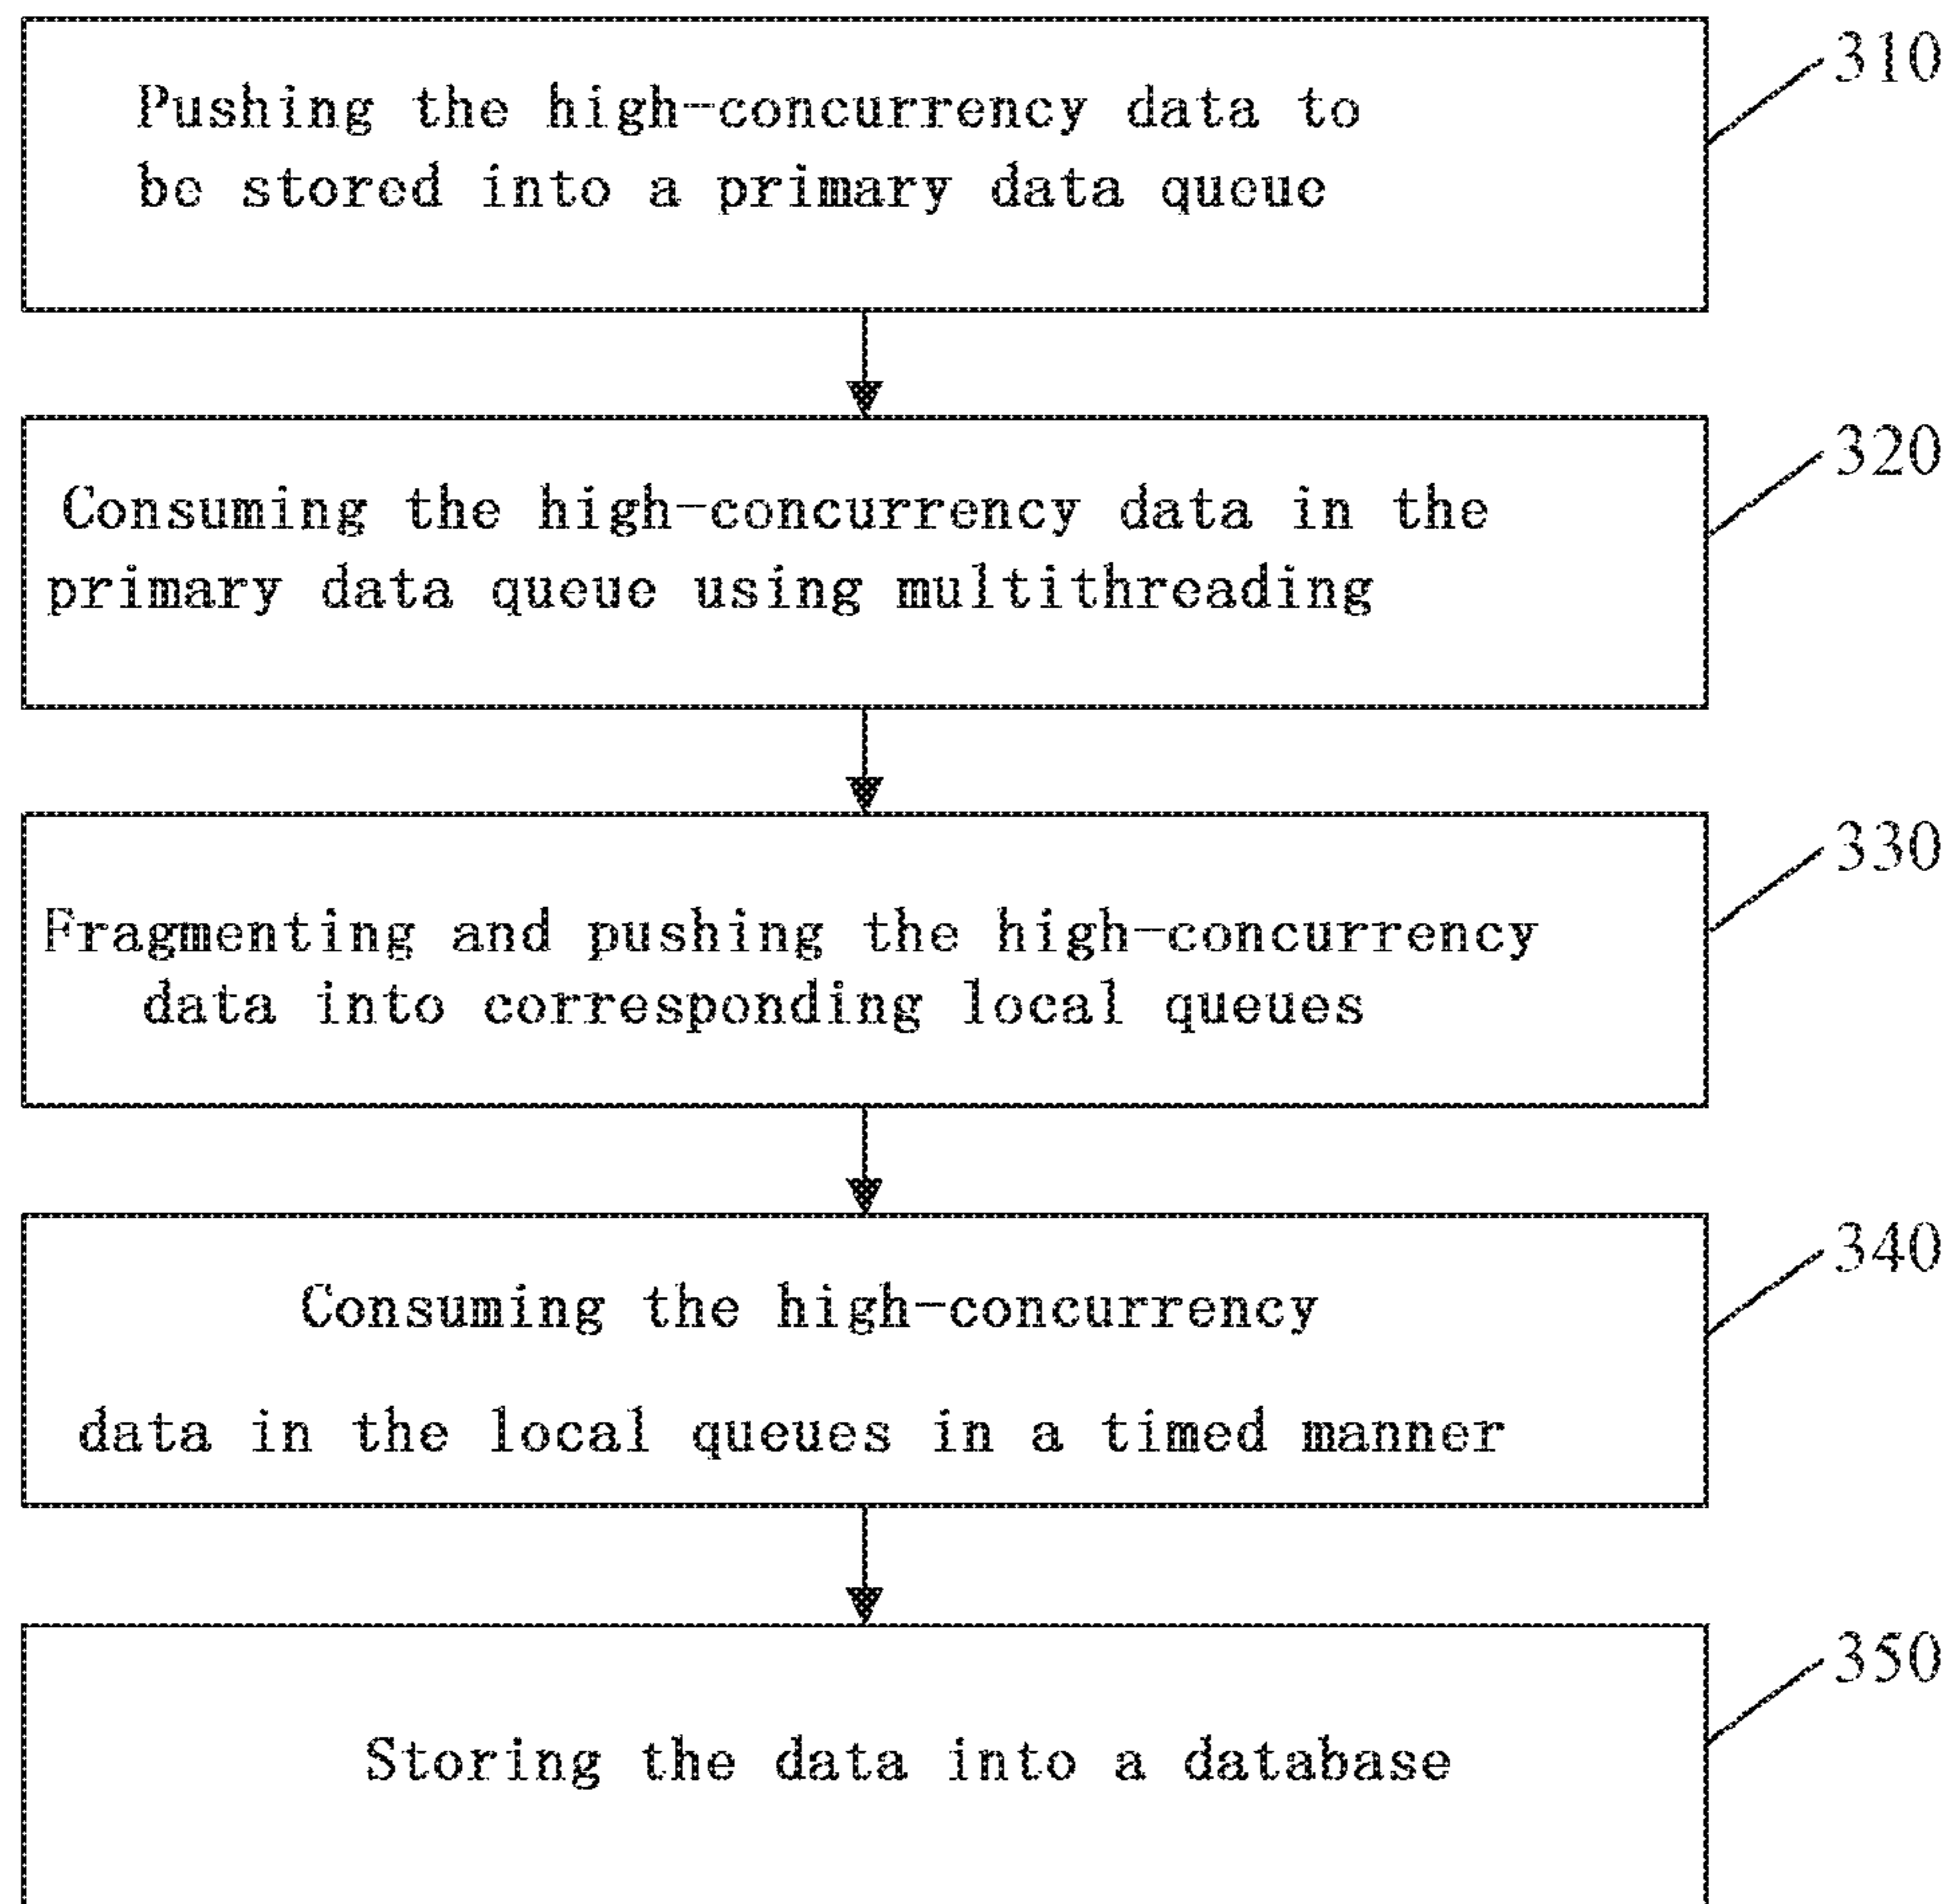 Pushing the high-concurrency data to
be stored into a primary data queue
310
Consuming the high-concurrency data in the
primary data queue using multithreading
320
Fragmenting and pushing the high-concurrency
data into corresponding local queues
330
Consuming the high-concurrency
data in the local queues in a timed manner
340
Storing the data into a database
350